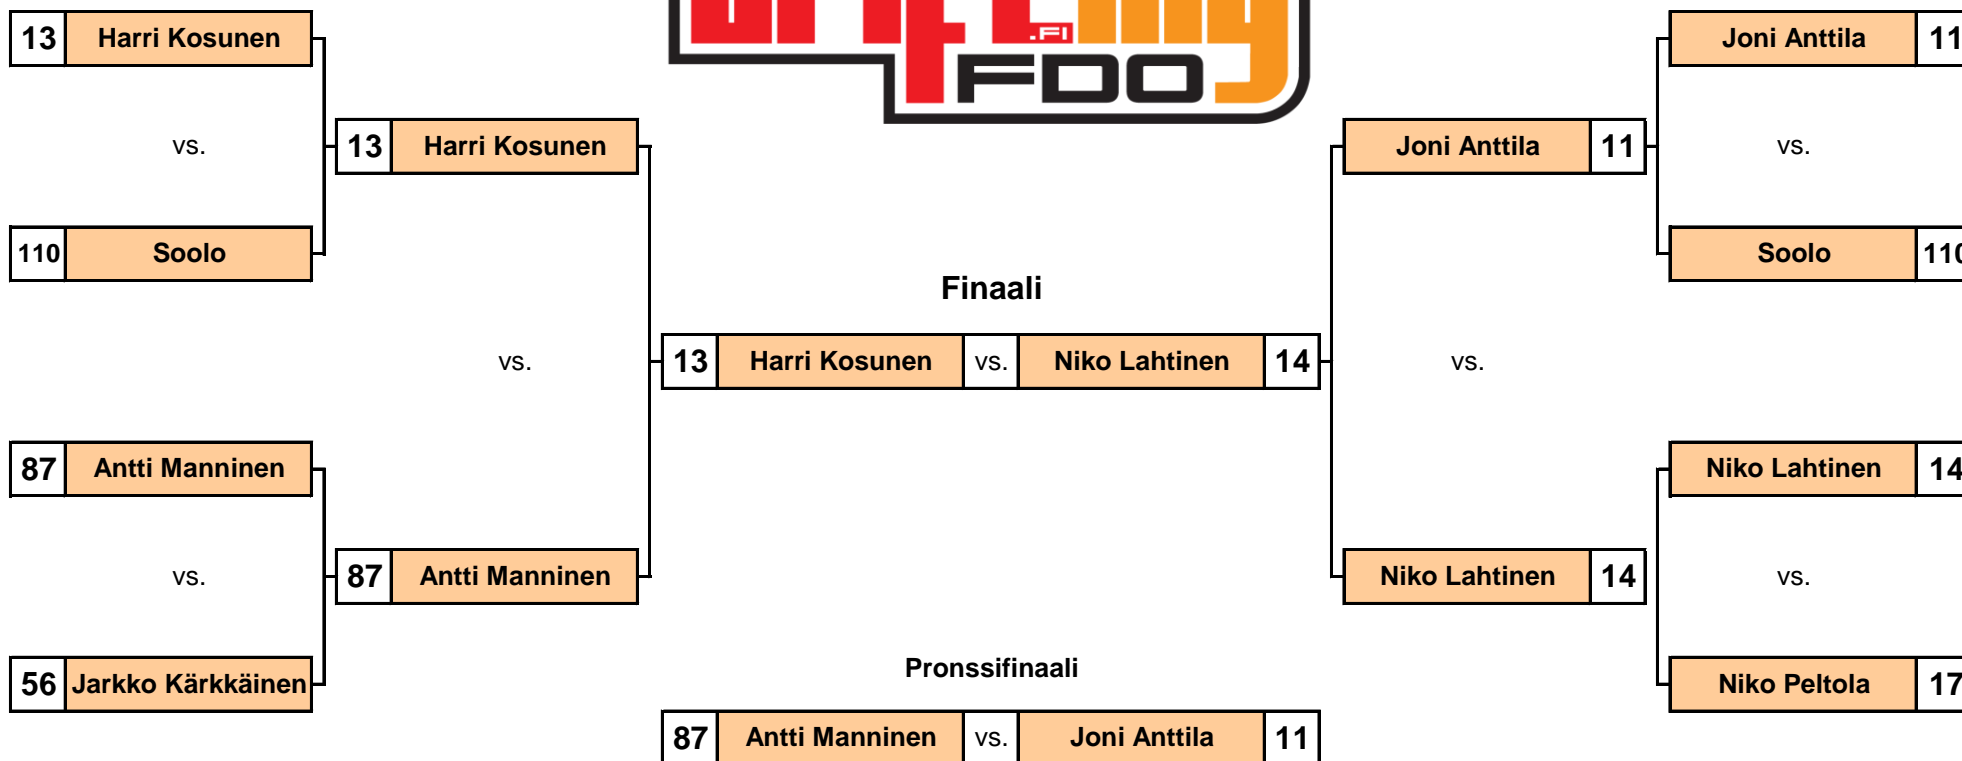 .FI
FDO
13 Harri Kosunen
Joni Anttila 11
vs.
13 Harri Kosunen
Joni Anttila 11
vs.
110 Soolo
Soolo 110
Finaali
vs.
13 Harri Kosunen vs. Niko Lahtinen 14
vs.
87 Antti Manninen
Niko Lahtinen 14
vs.
87 Antti Manninen
Niko Lahtinen 14
vs.
56 Jarkko Kärkkäinen
Pronssifinaali
Niko Peltola 17
87 Antti Manninen vs. Joni Anttila 11